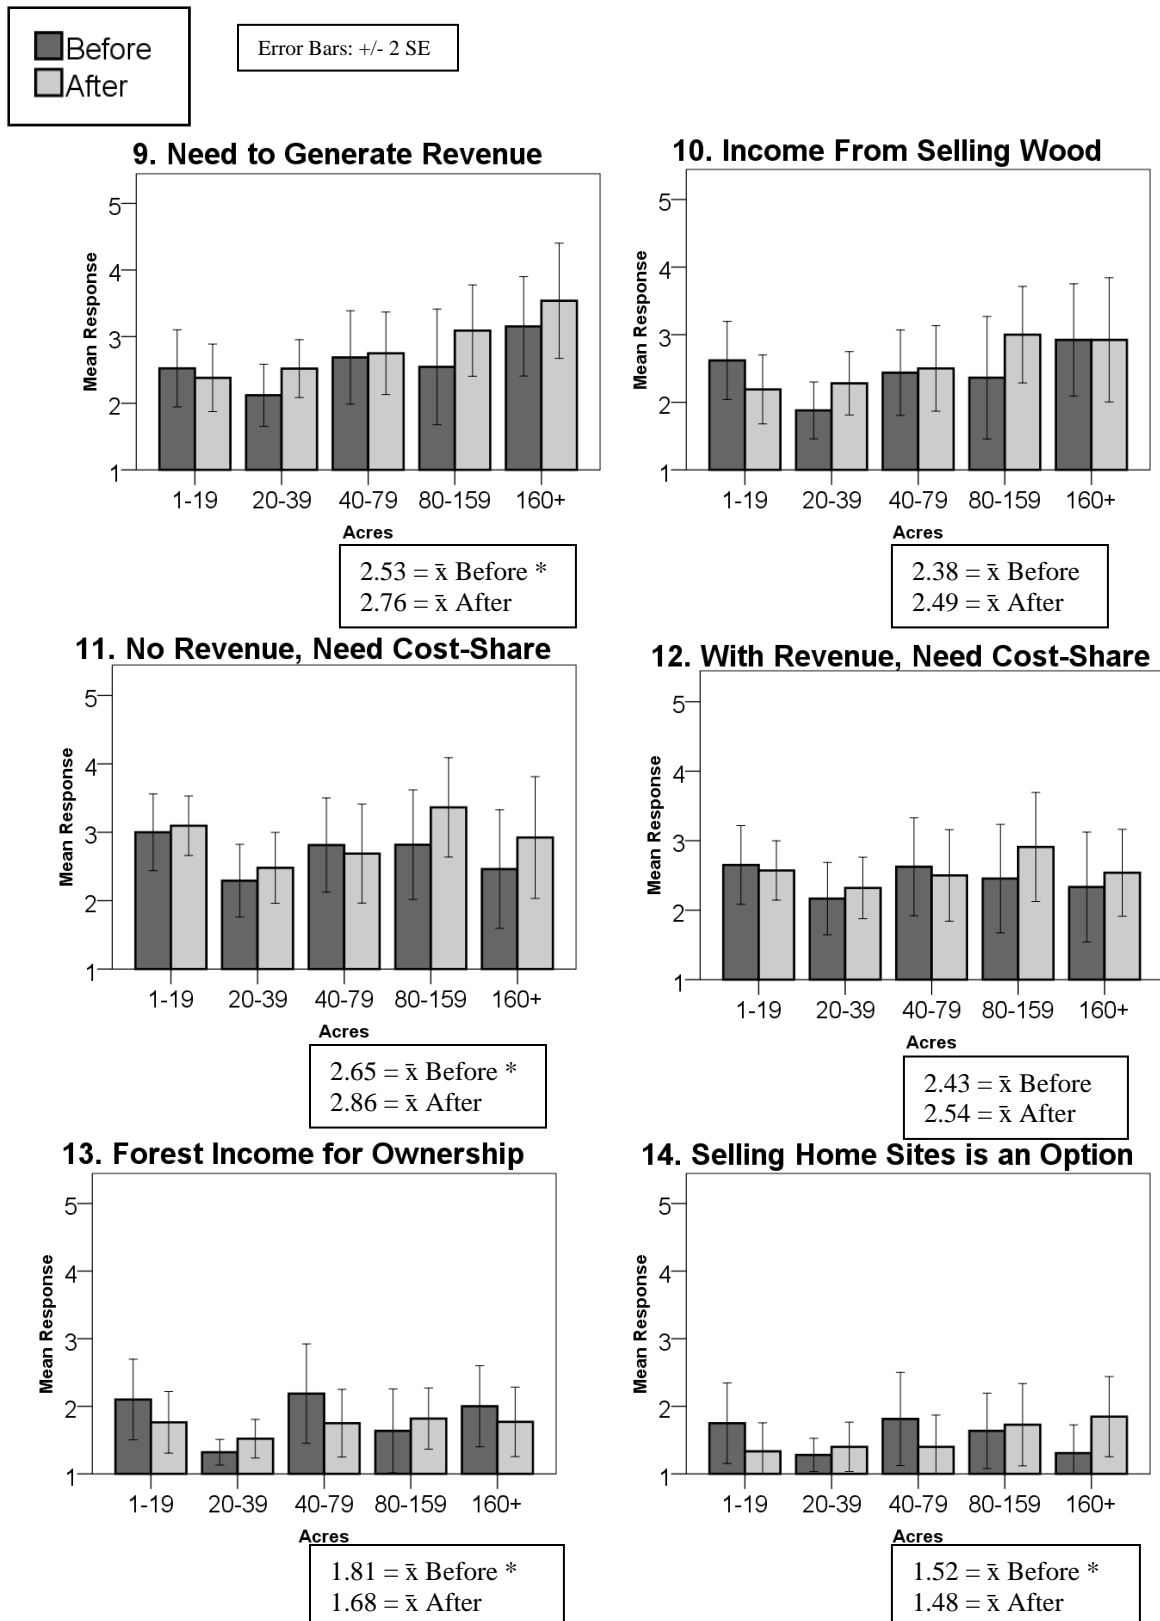 Before
After
Error Bars: +/- 2 SE
9. Need to Generate Revenue
Mean Response
5
4
3
2
1
1-19 20-39 40-79 80-159 160+
Acres
2.53 = x̄ Before *
2.76 = x̄ After
10. Income From Selling Wood
Mean Response
5
4
3
2
1
1-19 20-39 40-79 80-159 160+
Acres
2.38 = x̄ Before
2.49 = x̄ After
11. No Revenue, Need Cost-Share
Mean Response
5
4
3
2
1
1-19 20-39 40-79 80-159 160+
Acres
2.65 = x̄ Before *
2.86 = x̄ After
12. With Revenue, Need Cost-Share
Mean Response
5
4
3
2
1
1-19 20-39 40-79 80-159 160+
Acres
2.43 = x̄ Before
2.54 = x̄ After
13. Forest Income for Ownership
Mean Response
5
4
3
2
1
1-19 20-39 40-79 80-159 160+
Acres
1.81 = x̄ Before *
1.68 = x̄ After
14. Selling Home Sites is an Option
Mean Response
5
4
3
2
1
1-19 20-39 40-79 80-159 160+
Acres
1.52 = x̄ Before *
1.48 = x̄ After